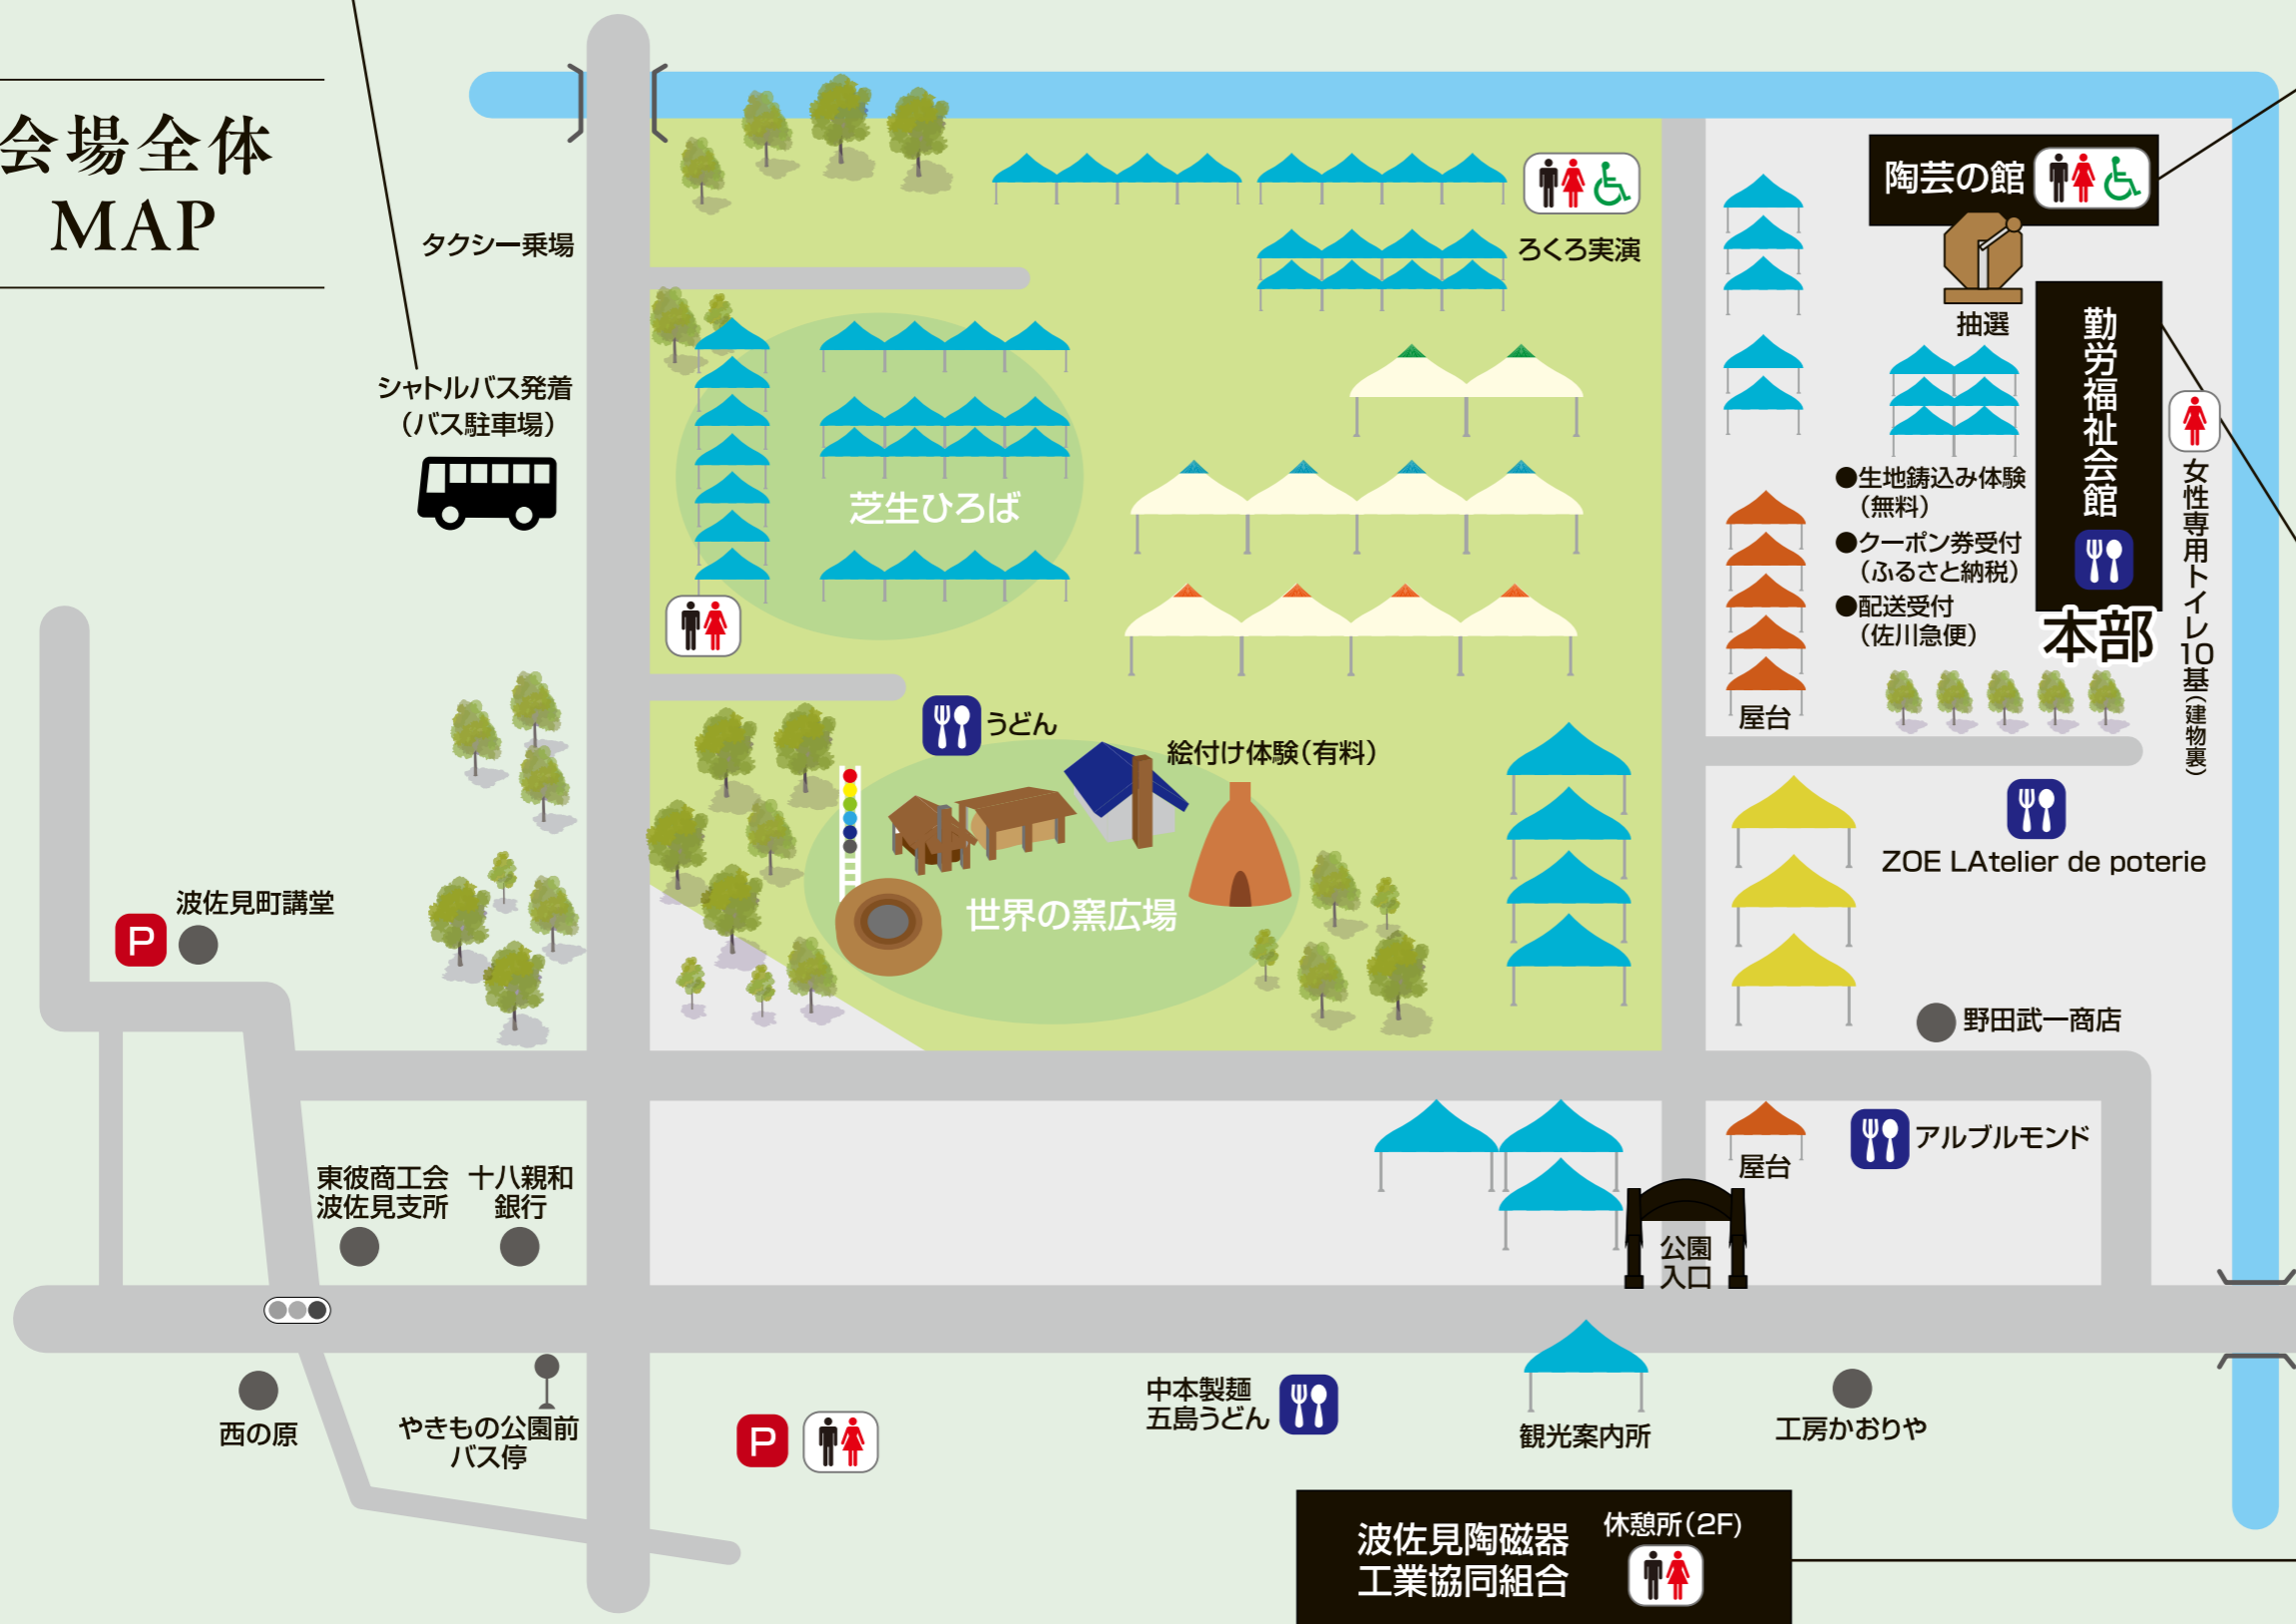 会場全体
MAP
タクシー乗場
シャトルバス発着
（バス駐車場）
ろくろ実演
陶芸の館
抽選
勤労福祉会館
本部
女性専用トイレ10基（建物裏）
●生地鋳込み体験
（無料）
●クーポン券受付
（ふるさと納税）
●配送受付
（佐川急便）
屋台
芝生ひろば
うどん
絵付け体験（有料）
世界の窯広場
ZOE LAtelier de poterie
野田武一商店
波佐見町講堂
P
東彼商工会
波佐見支所
十八親和
銀行
屋台
アルブルモンド
公園
入口
西の原
やきもの公園前
バス停
P
中本製麺
五島うどん
観光案内所
工房かおりや
波佐見陶磁器
工業協同組合
休憩所（2F）